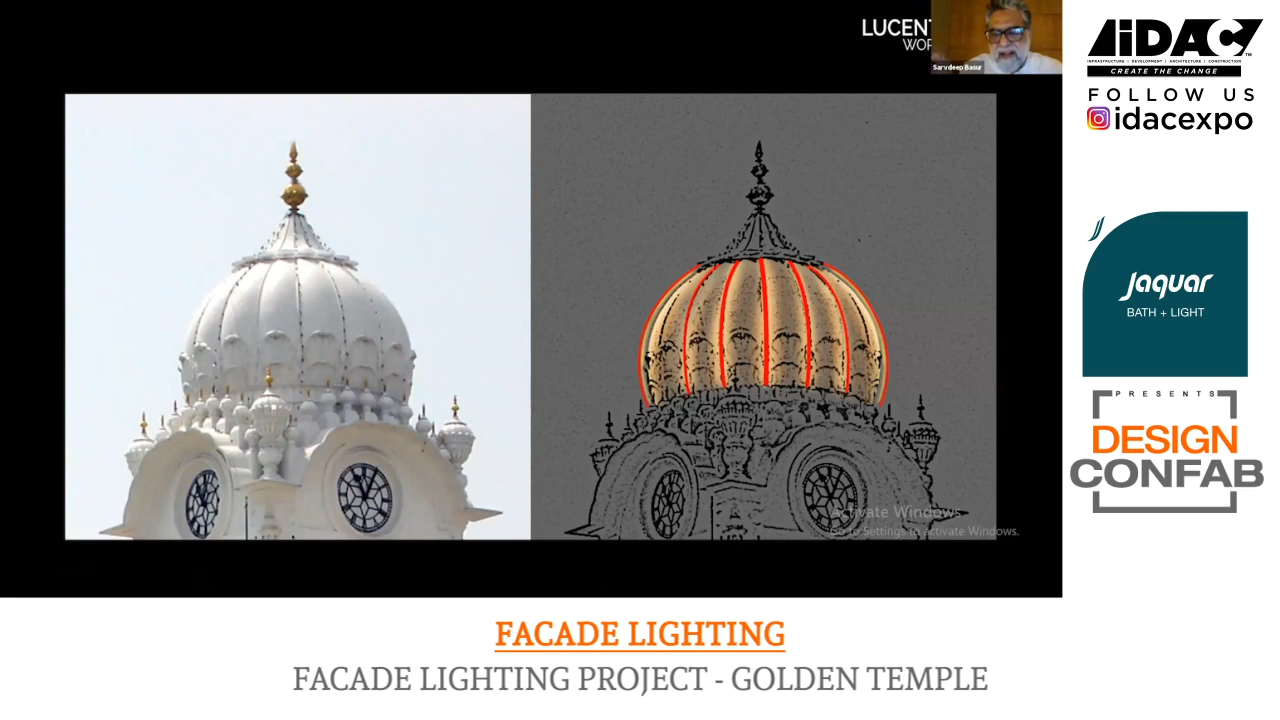 LUCENT
WOR
Sarvdeep Basur
IDAC
INFRASTRUCTURE | DEVELOPMENT | ARCHITECTURE | CONSTRUCTION
CREATE THE CHANGE
FOLLOW US
idacexpo
Jaquar
BATH + LIGHT
PRESENTS
DESIGN
CONFAB
Activate Windows
Go to Settings to activate Windows.
FACADE LIGHTING
FACADE LIGHTING PROJECT - GOLDEN TEMPLE